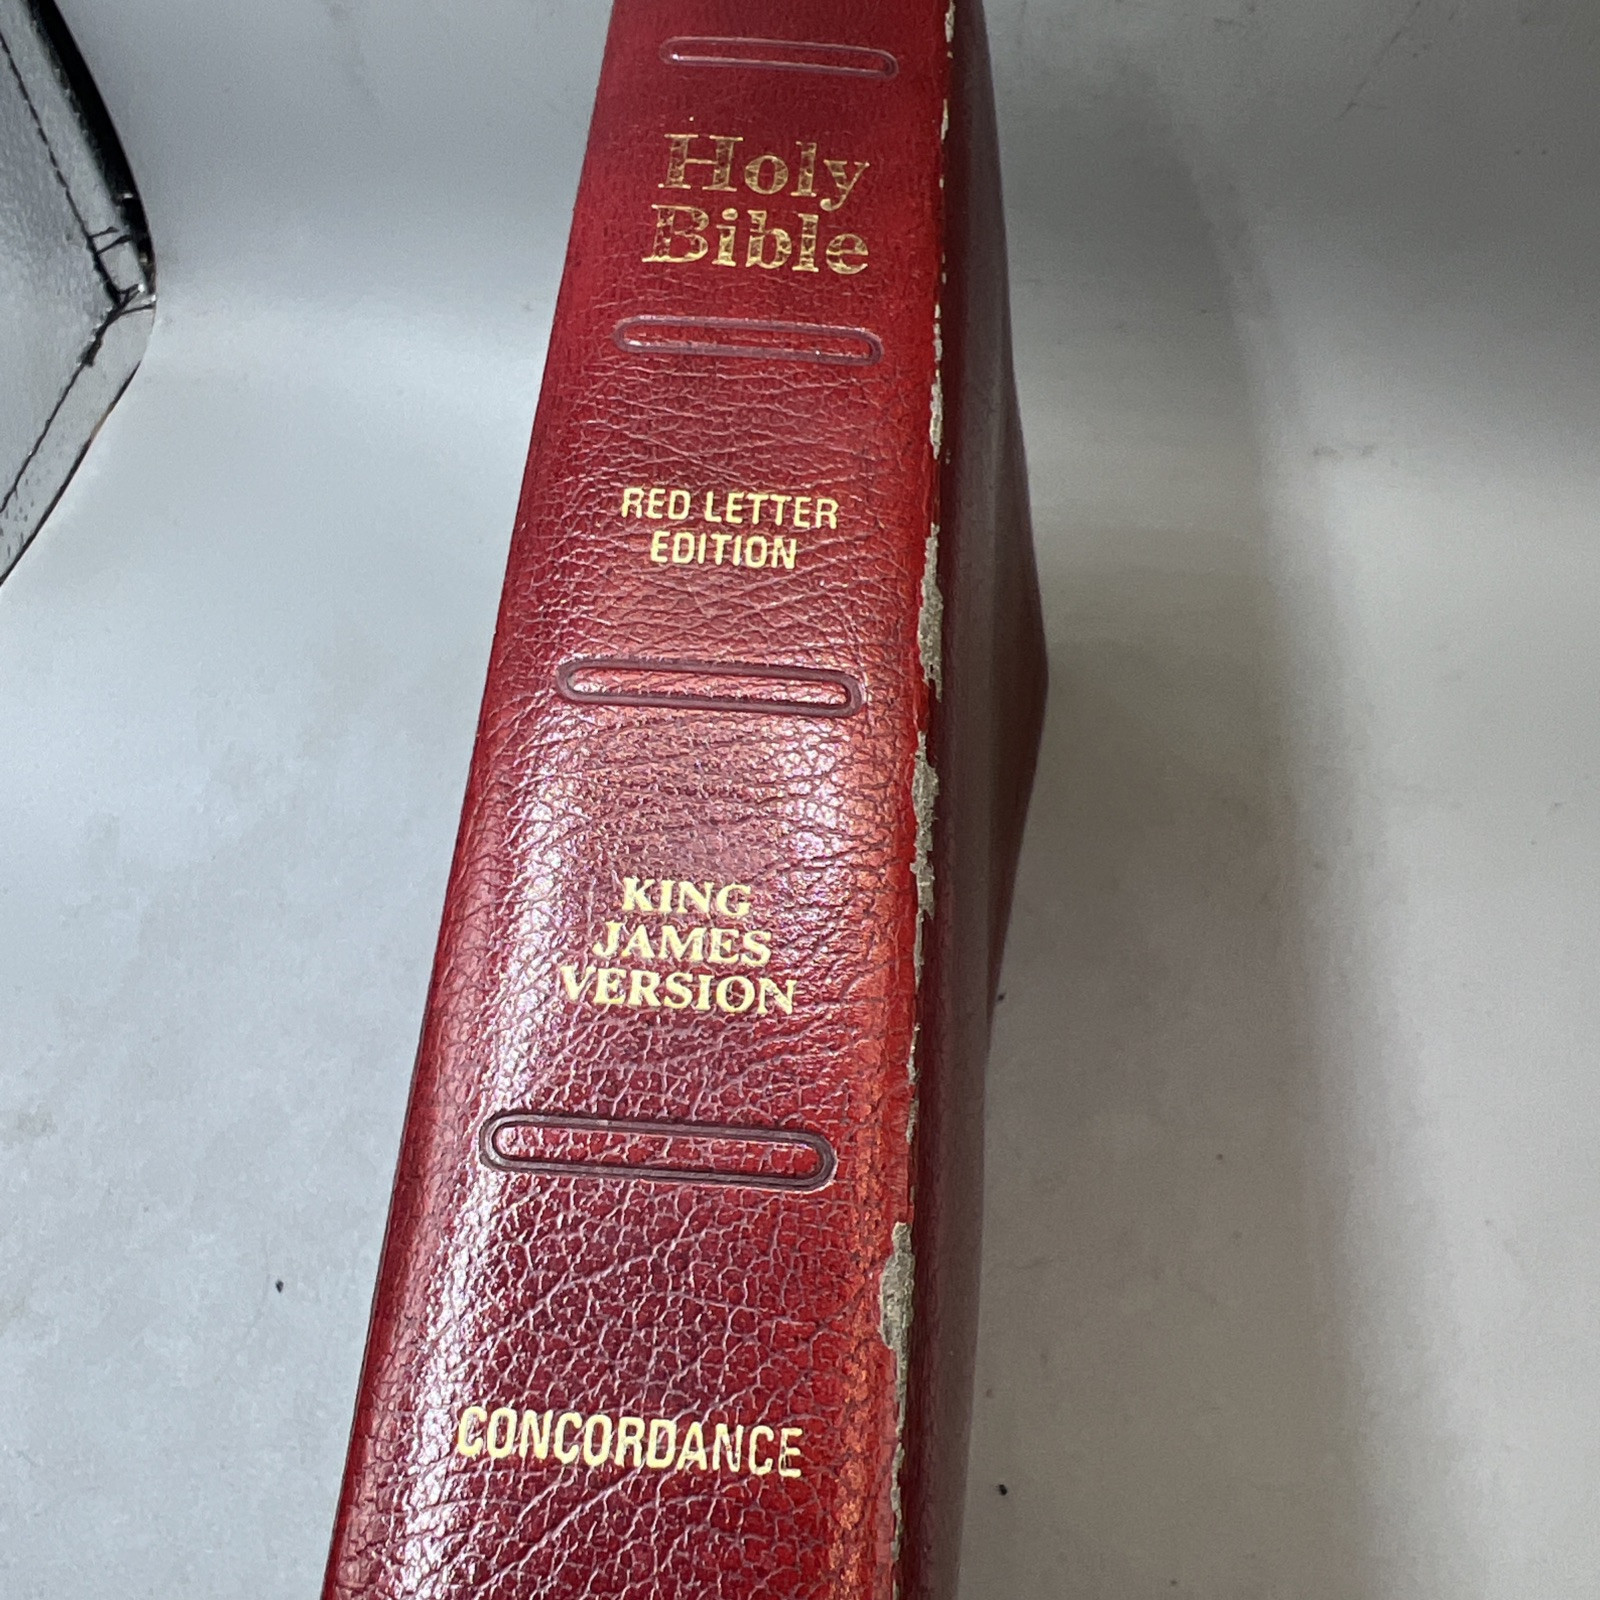 Holy
Bible
RED LETTER
EDITION
KING
JAMES
VERSION
CONCORDANCE